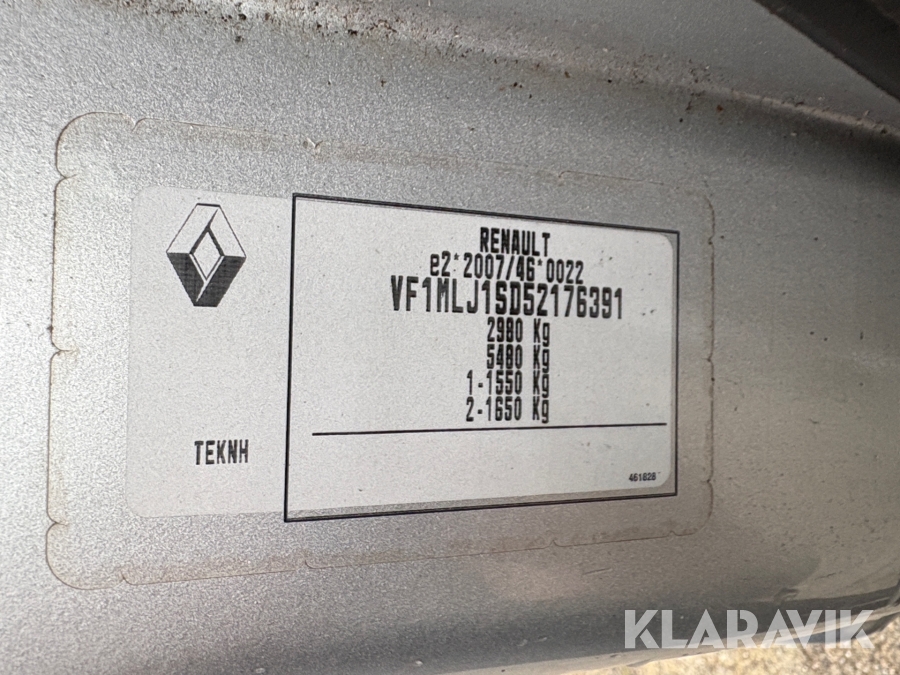 RENAULT
e2*2007/46*0022
VF1MLJ1SD52176391
2980 Kg
5480 Kg
1-1550 Kg
2-1650 Kg
TEKNH
461828
KLARAVIK